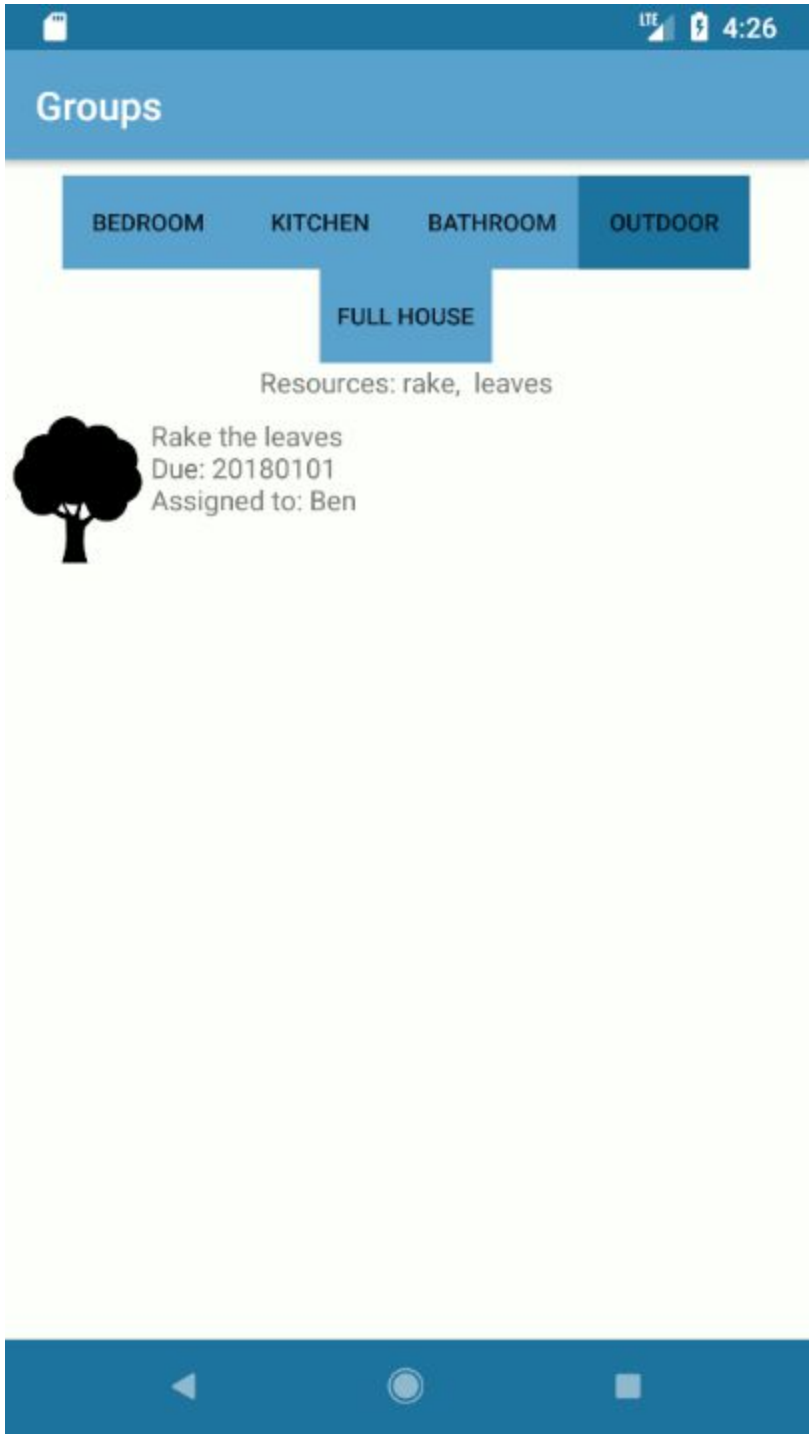 LTE 4:26
Groups
BEDROOM KITCHEN BATHROOM OUTDOOR
FULL HOUSE
Resources: rake,  leaves
Rake the leaves
Due: 20180101
Assigned to: Ben